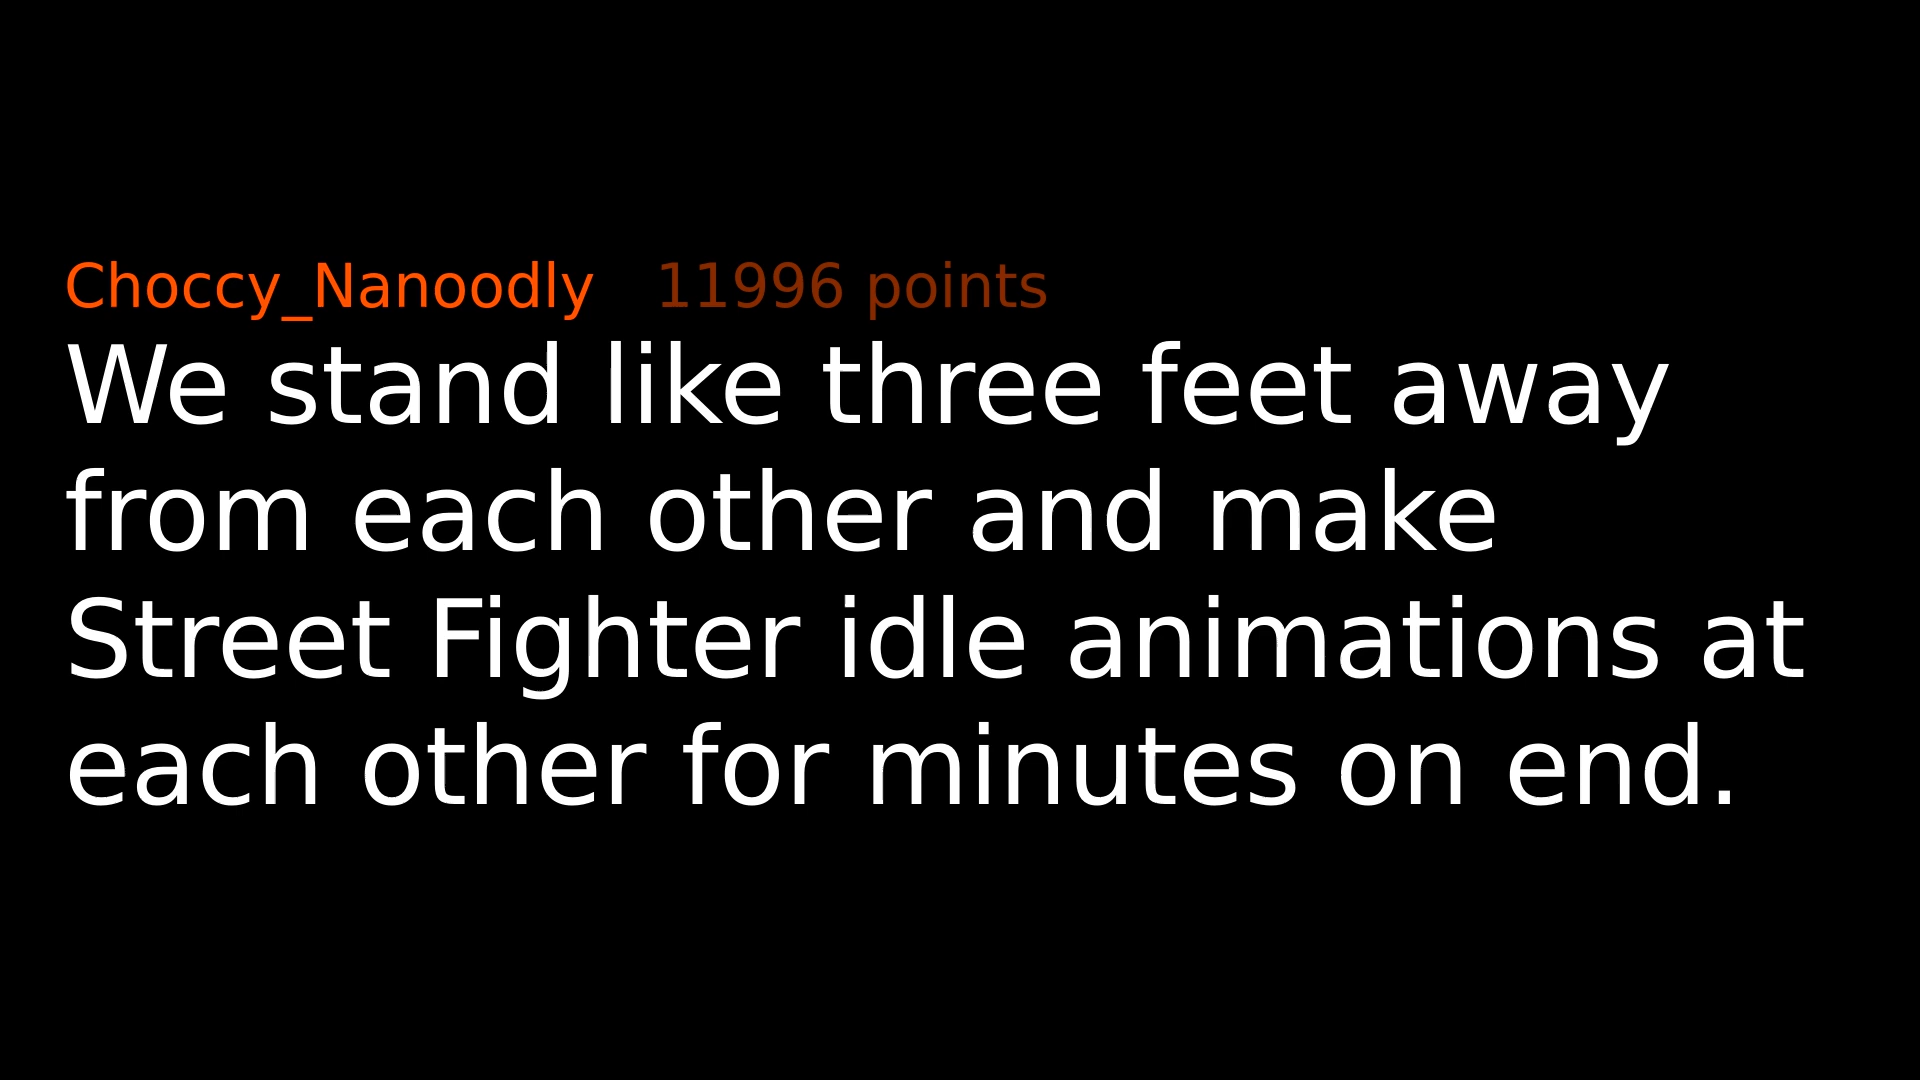 Choccy_Nanoodly 11996 points
We stand like three feet away
from each other and make
Street Fighter idle animations at
each other for minutes on end.